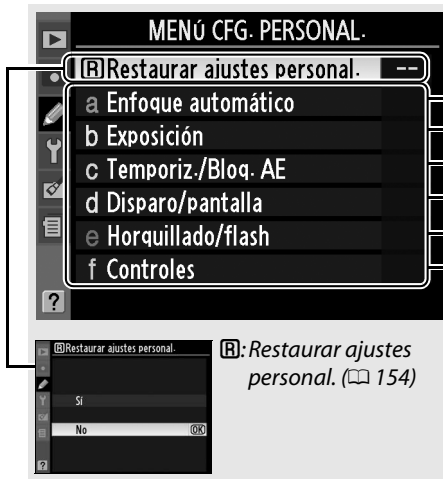 MENÚ CFG. PERSONAL.
R Restaurar ajustes personal. --
a Enfoque automático
b Exposición
c Temporiz./Bloq. AE
d Disparo/pantalla
e Horquillado/flash
f Controles
?
R Restaurar ajustes personal.
Sí
No OK
?
R: Restaurar ajustes
personal. (154)